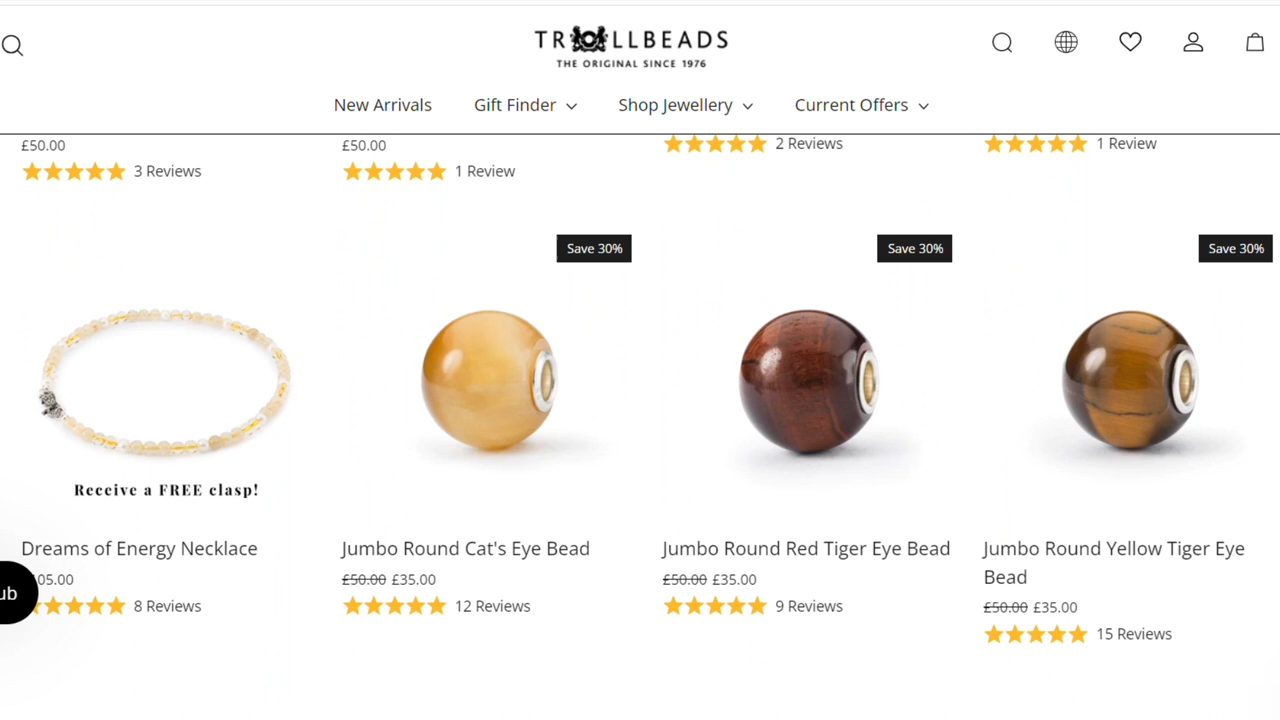 TROLLBEADS
THE ORIGINAL SINCE 1976
New Arrivals Gift Finder Shop Jewellery Current Offers
£50.00 £50.00 2 Reviews 1 Review
3 Reviews 1 Review
Save 30% Save 30% Save 30%
Receive a FREE clasp!
Dreams of Energy Necklace Jumbo Round Cat's Eye Bead Jumbo Round Red Tiger Eye Bead Jumbo Round Yellow Tiger Eye
Bead
05.00 £50.00 £35.00 £50.00 £35.00
£50.00 £35.00
ub
8 Reviews 12 Reviews 9 Reviews
15 Reviews